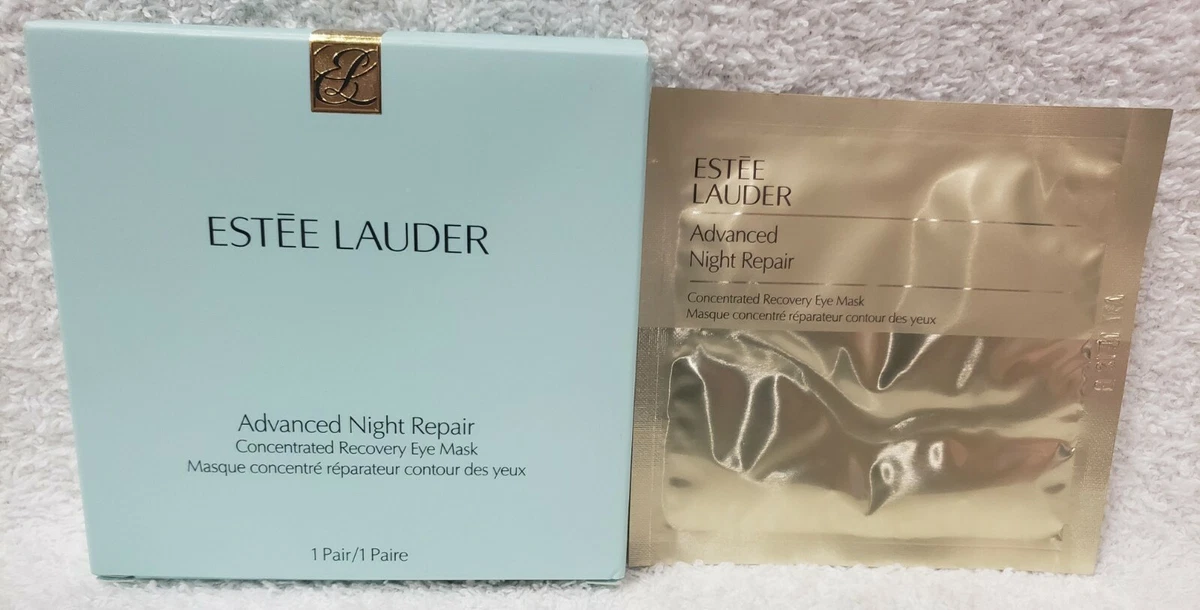 EL
ESTĒE LAUDER
Advanced Night Repair
Concentrated Recovery Eye Mask
Masque concentré réparateur contour des yeux
1 Pair/1 Paire
ESTĒE
LAUDER
Advanced
Night Repair
Concentrated Recovery Eye Mask
Masque concentré réparateur contour des yeux